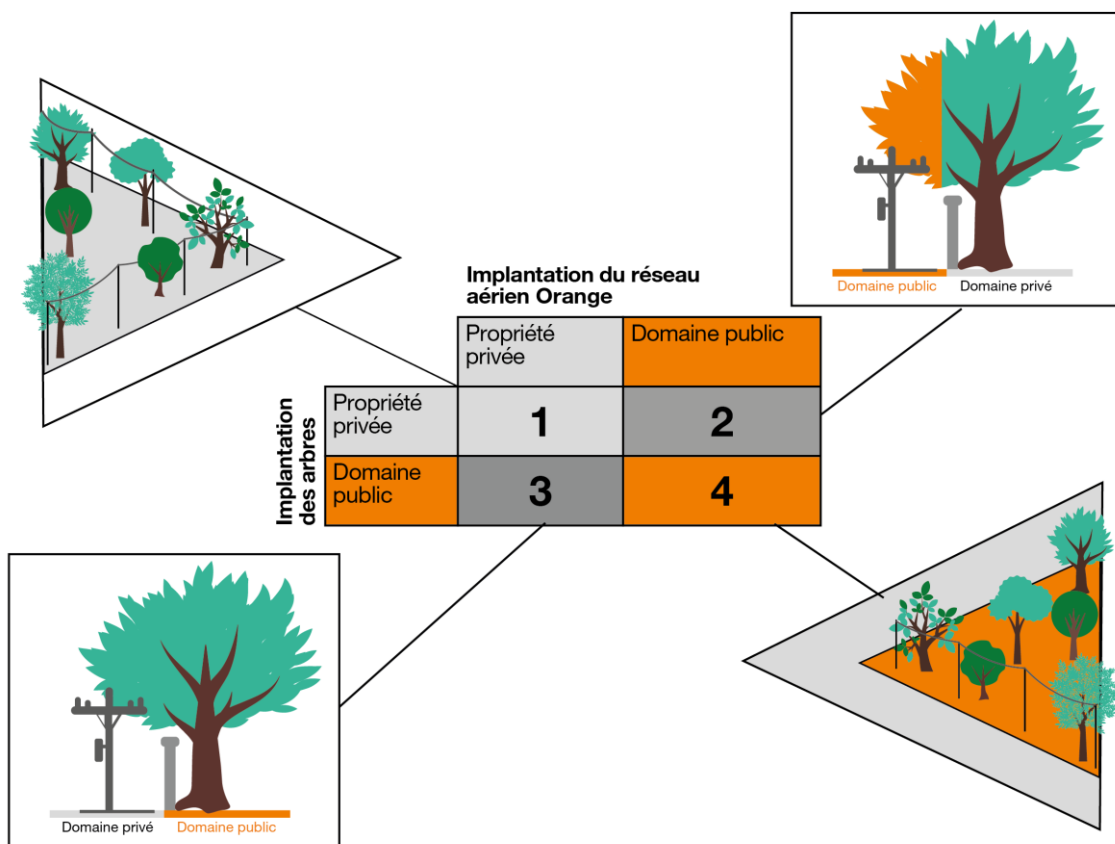 Domaine public
Domaine privé
Implantation du réseau
aérien Orange
Propriété
privée
Domaine public
Implantation
des arbres
Propriété
privée
1
2
Domaine
public
3
4
Domaine privé
Domaine public